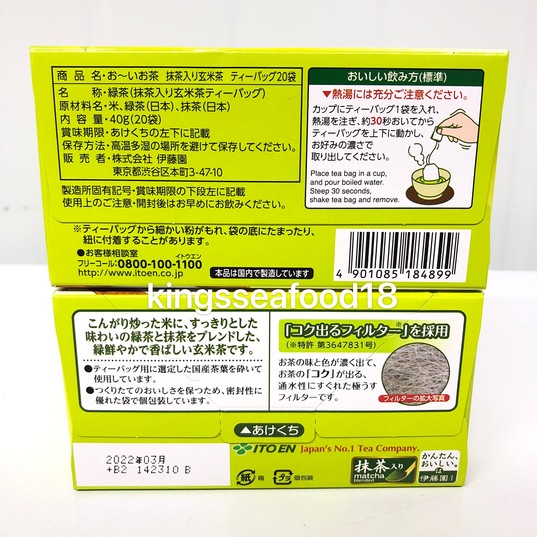 商品名 お～いお茶 抹茶入り玄米茶 ティーバッグ20袋
名称/緑茶(抹茶入り玄米茶ティーバッグ)
原材料名/米、緑茶(日本)、抹茶(日本)
内容量/40g(20袋)
賞味期限/あけくちの左下に記載
保存方法/高温多湿の場所を避けて保存してください。
販売者/株式会社 伊藤園
東京都渋谷区本町3-47-10
製造所固有記号・賞味期限の下段左に記載
使用上のご注意・開封後はお早めにお飲みください。
おいしい飲み方(標準)
▼熱湯には充分ご注意ください。
カップにティーバッグ1袋を入れ、
熱湯を注ぎ、約30秒おいてから
ティーバッグを上下に動かし、
お好みの濃さで
取り出してください。
Place tea bag in a cup,
and pour boiled water.
Steep 30 seconds,
shake tea bag and remove.
※ティーバッグから細かい粉がもれ、袋の底にたまったり、
紐に付着することがあります。
●お客様相談室
イトウエン
フリーコール/0800-100-1100
http://www.itoen.co.jp
本品は国内で製造しています
4 901085 184899
kingsseafood18
こんがり炒った米に、すっきりとした
味わいの緑茶と抹茶をブレンドした、
緑鮮やかで香ばしい玄米茶です。
●ティーバッグ用に選定した国産茶葉を砕いて
使用しています。
●つくりたてのおいしさを保つため、密封性に
優れた袋で個包装しています。
「コク出るフィルター※」を採用
(※特許 第3647831号)
お茶の味と色が濃く出て、
お茶の「コク」が出る、
通水性にすぐれた極うす
フィルターです。
フィルターの拡大写真
▲あけくち
2022年03月
+B2 142310 B
ITO EN Japan's No.1 Tea Company.
紙 箱
プラ 個包装
抹茶入り
matcha
blended
かんたん、
おいしい。
は
伊藤園!